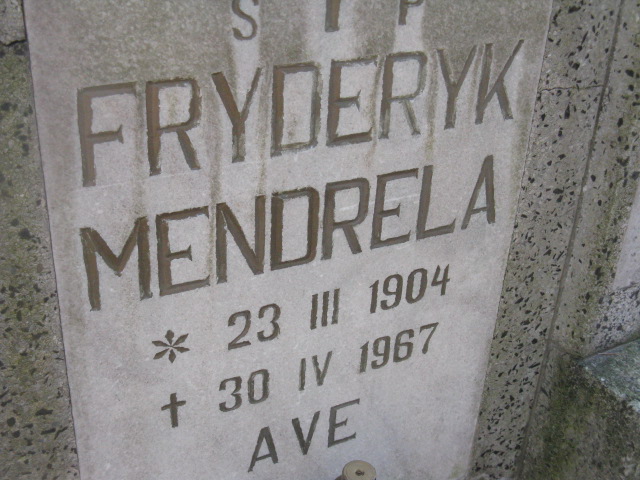 S P
FRYDERYK
MENDRELA
* 23 III 1904
† 30 IV 1967
AVE